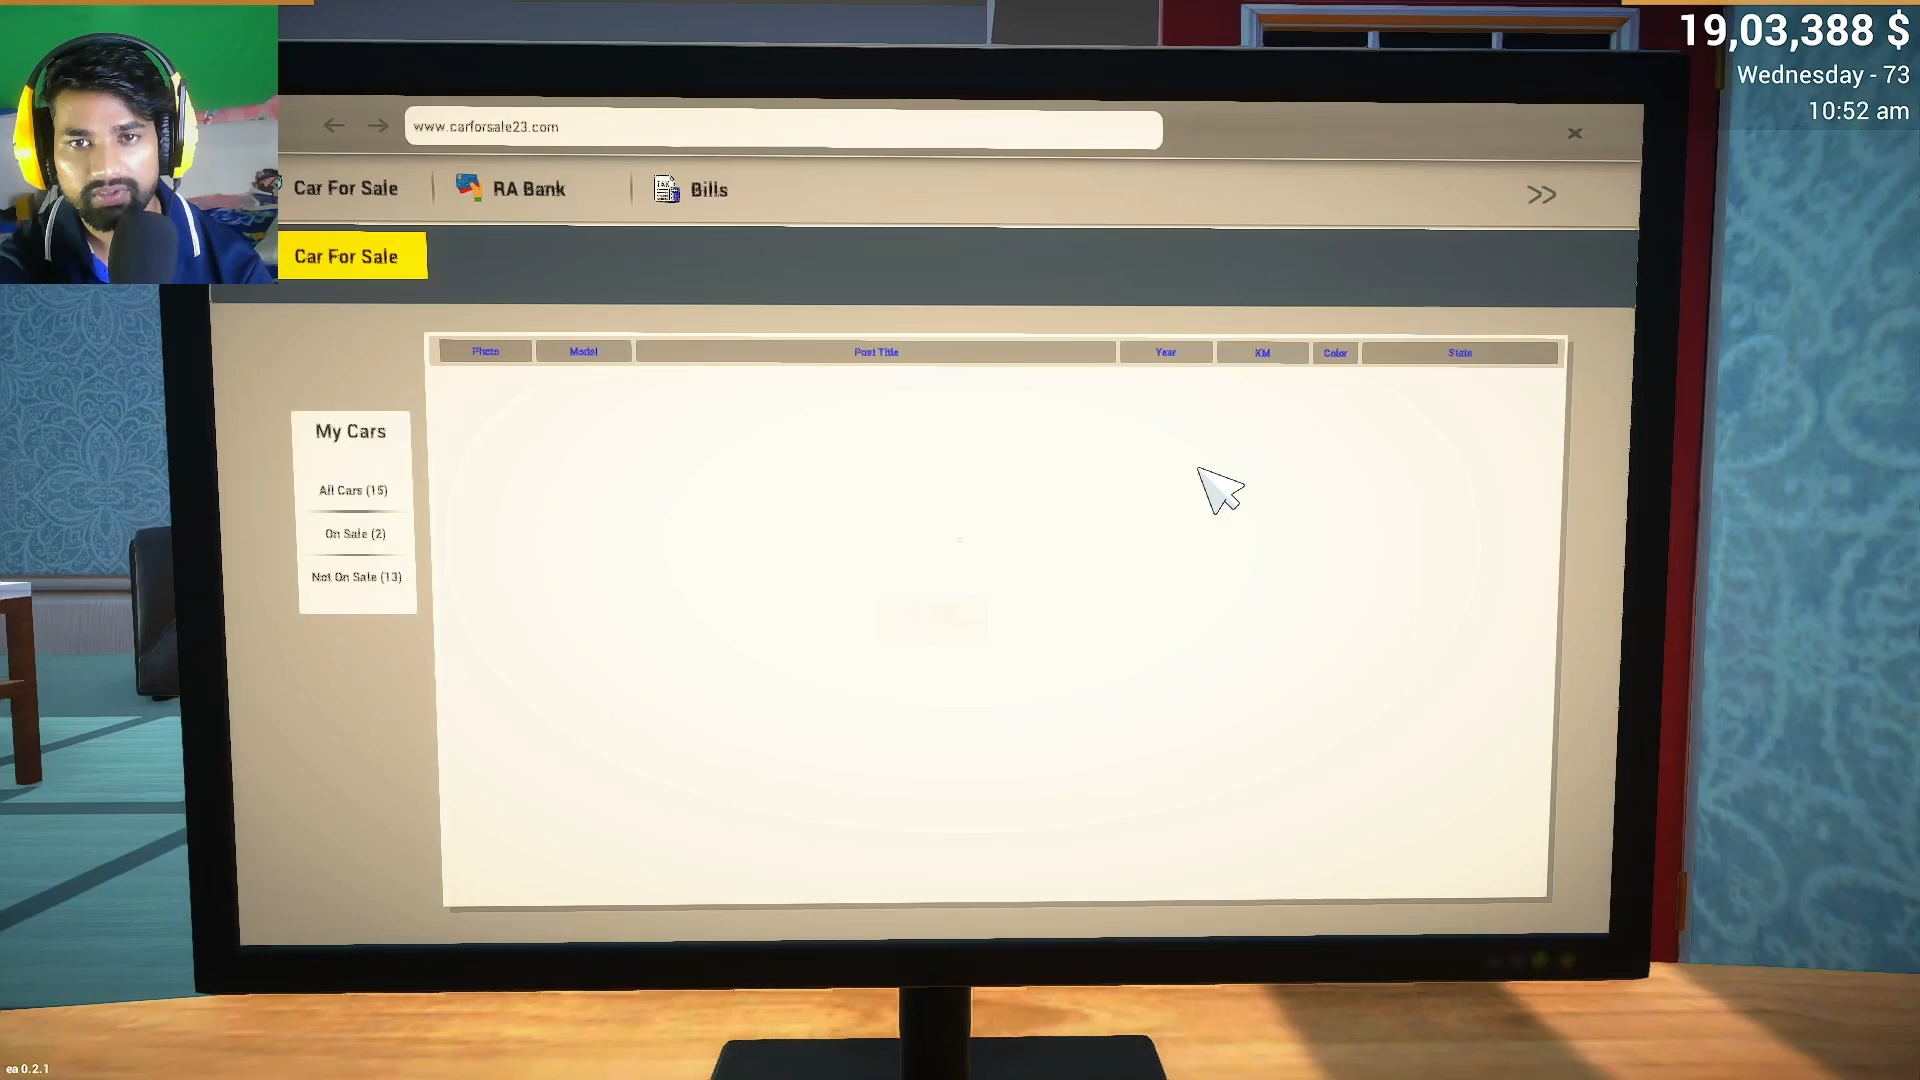 19,03,388 $
Wednesday - 73
10:52 am
www.carforsale23.com
Car For Sale
RA Bank
Bills
Car For Sale
Photo
Model
Post Title
Year
KM
Color
State
My Cars
All Cars (15)
On Sale (2)
Not On Sale (13)
ea 0.2.1